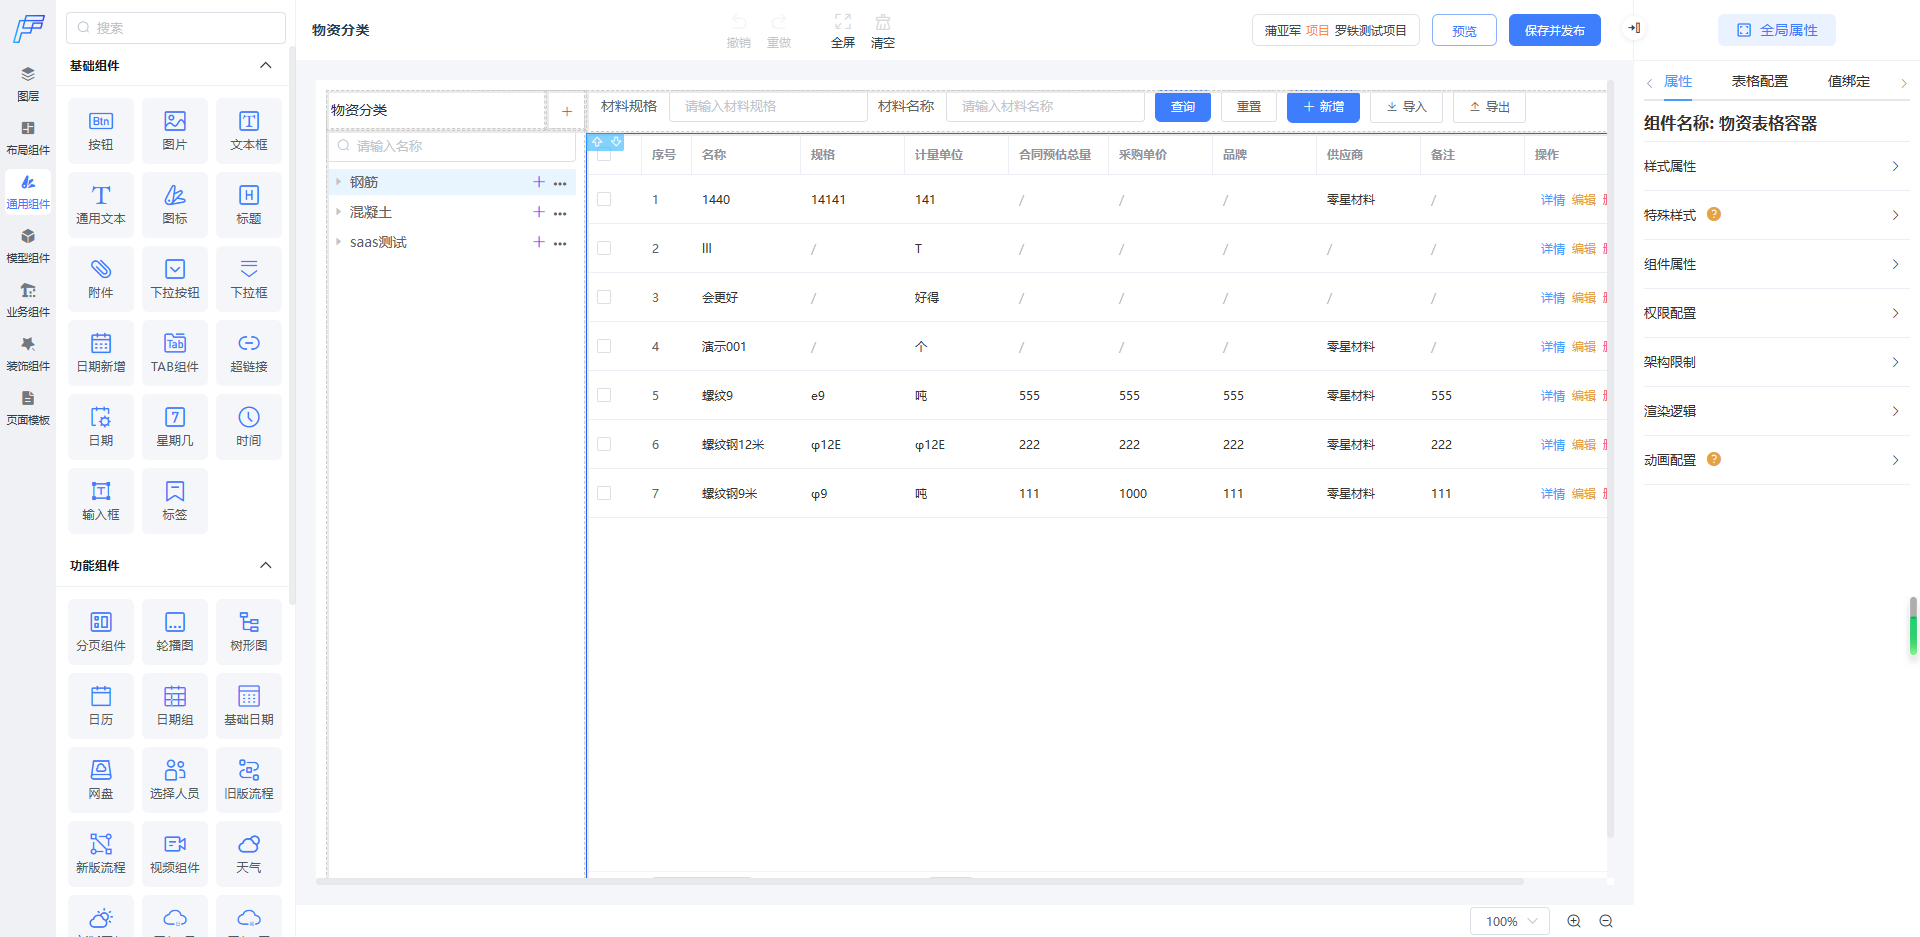 搜索
物资分类
撤销 重做 全屏 清空
蒲亚军 项目 罗铁测试项目
预览
保存并发布
全局属性
图层
布局组件
通用组件
模型组件
业务组件
装饰组件
页面模板
基础组件
Btn
按钮 图片 文本框
通用文本 图标 标题
附件 下拉按钮 下拉框
Tab
日期新增 TAB组件 超链接
7
日期 星期几 时间
输入框 标签
功能组件
分页组件 轮播图 树形图
日历 日期组 基础日期
网盘 选择人员 旧版流程
新版流程 视频组件 天气
物资分类
请输入名称
钢筋
混凝土
saas测试
材料规格 请输入材料规格 材料名称 请输入材料名称 查询 重置 新增 导入 导出
序号 名称 规格 计量单位 合同预估总量 采购单价 品牌 供应商 备注 操作
1 1440 14141 141 / / / 零星材料 / 详情 编辑
2 lll / T / / / / / 详情 编辑
3 会更好 / 好得 / / / / / 详情 编辑
4 演示001 / 个 / / / 零星材料 / 详情 编辑
5 螺纹9 e9 吨 555 555 555 零星材料 555 详情 编辑
6 螺纹钢12米 φ12E φ12E 222 222 222 零星材料 222 详情 编辑
7 螺纹钢9米 φ9 吨 111 1000 111 零星材料 111 详情 编辑
100%
属性 表格配置 值绑定
组件名称: 物资表格容器
样式属性
特殊样式 ?
组件属性
权限配置
架构限制
渲染逻辑
动画配置 ?